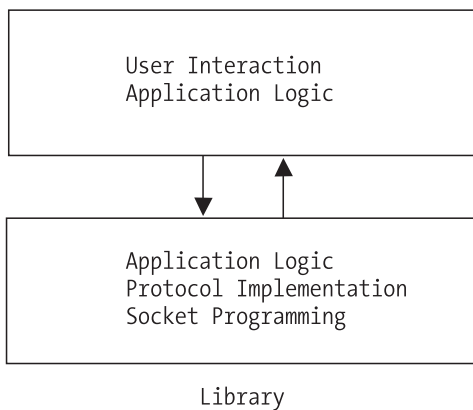 User Interaction
Application Logic
Application Logic
Protocol Implementation
Socket Programming
Library